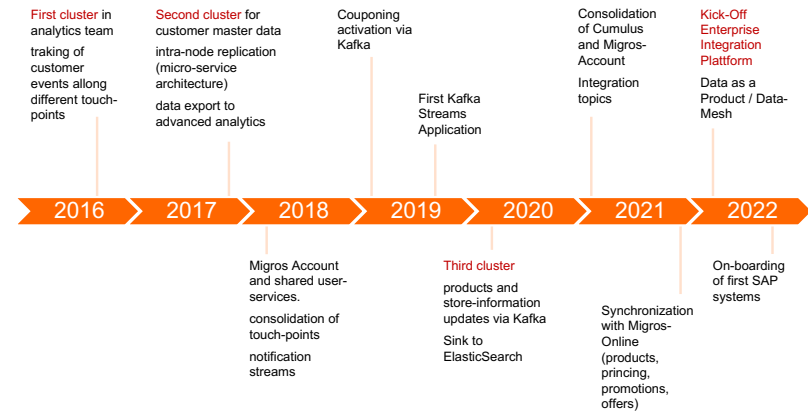 First cluster in
analytics team
traking of
customer
events allong
different touch-
points
Second cluster for
customer master data
intra-node replication
(micro-service
architecture)
data export to
advanced analytics
Couponing
activation via
Kafka
First Kafka
Streams
Application
Consolidation
of Cumulus
and Migros-
Account
Integration
topics
Kick-Off
Enterprise
Integration
Plattform
Data as a
Product / Data-
Mesh
2016
2017
2018
2019
2020
2021
2022
Migros Account
and shared user-
services.
consolidation of
touch-points
notification
streams
Third cluster
products and
store-information
updates via Kafka
Sink to
ElasticSearch
Synchronization
with Migros-
Online
(products,
princing,
promotions,
offers)
On-boarding
of first SAP
systems